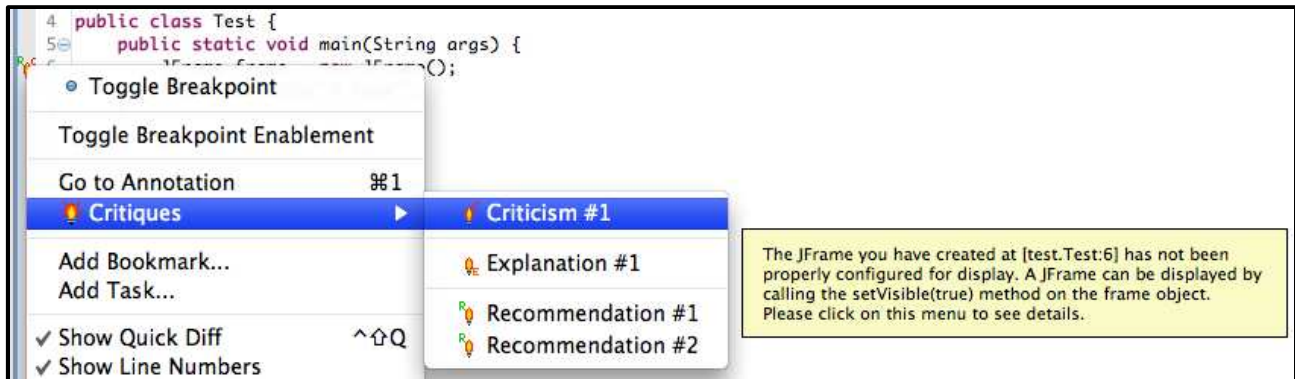 4 public class Test {
5 public static void main(String args) {
();
Toggle Breakpoint
Toggle Breakpoint Enablement
Go to Annotation ⌘1
Critiques ▶
Add Bookmark...
Add Task...
✓ Show Quick Diff ^⇧Q
✓ Show Line Numbers
Criticism #1
Explanation #1
Recommendation #1
Recommendation #2
The JFrame you have created at [test.Test:6] has not been
properly configured for display. A JFrame can be displayed by
calling the setVisible(true) method on the frame object.
Please click on this menu to see details.